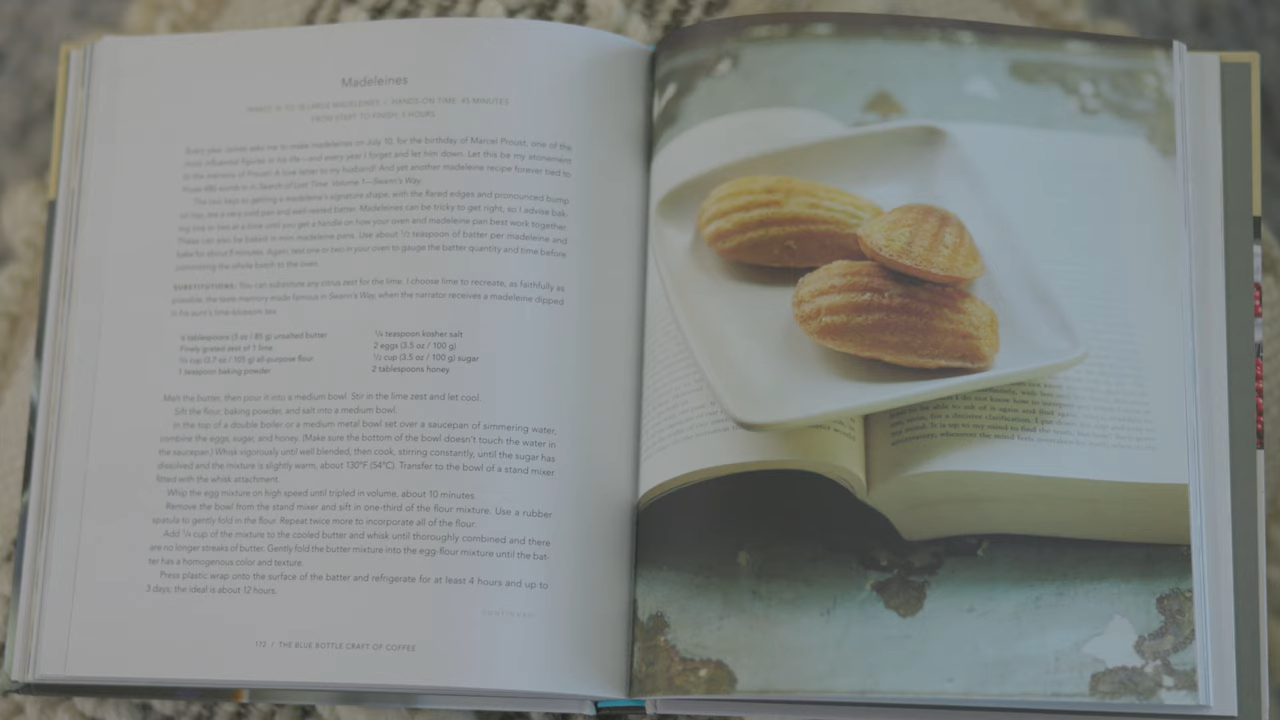 Madeleines
MAKES 16 TO 18 LARGE MADELEINES / HANDS-ON TIME: 45 MINUTES
FROM START TO FINISH: 5 HOURS
Every year James asks me to make madeleines on July 10, for the birthday of Marcel Proust, one of the
most influential figures in his life—and every year I forget and let him down. Let this be my atonement
to the memory of Proust. A love letter to my husband! And yet another madeleine recipe forever tied to
those 486 words in In Search of Lost Time: Volume 1—Swann's Way.
The two keys to getting a madeleine's signature shape, with the flared edges and pronounced bump
on top, are a very cold pan and well-rested batter. Madeleines can be tricky to get right, so I advise bak-
ing two or two at a time until you get a handle on how your oven and madeleine pan best work together.
These can also be baked in mini madeleine pans. Use about ½ teaspoon of batter per madeleine and
bake for about 8 minutes. Again, test one or two in your oven to gauge the batter quantity and time before
committing the whole batch to the oven.
SUBSTITUTIONS: You can substitute any citrus zest for the lime. I choose lime to recreate, as faithfully as
possible, the taste memory made famous in Swann's Way, when the narrator receives a madeleine dipped
in his aunt's lime-blossom tea.
6 tablespoons (3 oz / 85 g) unsalted butter
Finely grated zest of 1 lime
¾ cup (3.7 oz / 105 g) all-purpose flour
1 teaspoon baking powder
¼ teaspoon kosher salt
2 eggs (3.5 oz / 100 g)
½ cup (3.5 oz / 100 g) sugar
2 tablespoons honey
Melt the butter, then pour it into a medium bowl. Stir in the lime zest and let cool.
Sift the flour, baking powder, and salt into a medium bowl.
In the top of a double boiler or a medium metal bowl set over a saucepan of simmering water,
combine the eggs, sugar, and honey. (Make sure the bottom of the bowl doesn't touch the water in
the saucepan.) Whisk vigorously until well blended, then cook, stirring constantly, until the sugar has
dissolved and the mixture is slightly warm, about 130°F (54°C). Transfer to the bowl of a stand mixer
fitted with the whisk attachment.
Whip the egg mixture on high speed until tripled in volume, about 10 minutes.
Remove the bowl from the stand mixer and sift in one-third of the flour mixture. Use a rubber
spatula to gently fold in the flour. Repeat twice more to incorporate all of the flour.
Add ¼ cup of the mixture to the cooled butter and whisk until thoroughly combined and there
are no longer streaks of butter. Gently fold the butter mixture into the egg-flour mixture until the bat-
ter has a homogenous color and texture.
Press plastic wrap onto the surface of the batter and refrigerate for at least 4 hours and up to
3 days; the ideal is about 12 hours.
CONTINUED
172 / THE BLUE BOTTLE CRAFT OF COFFEE